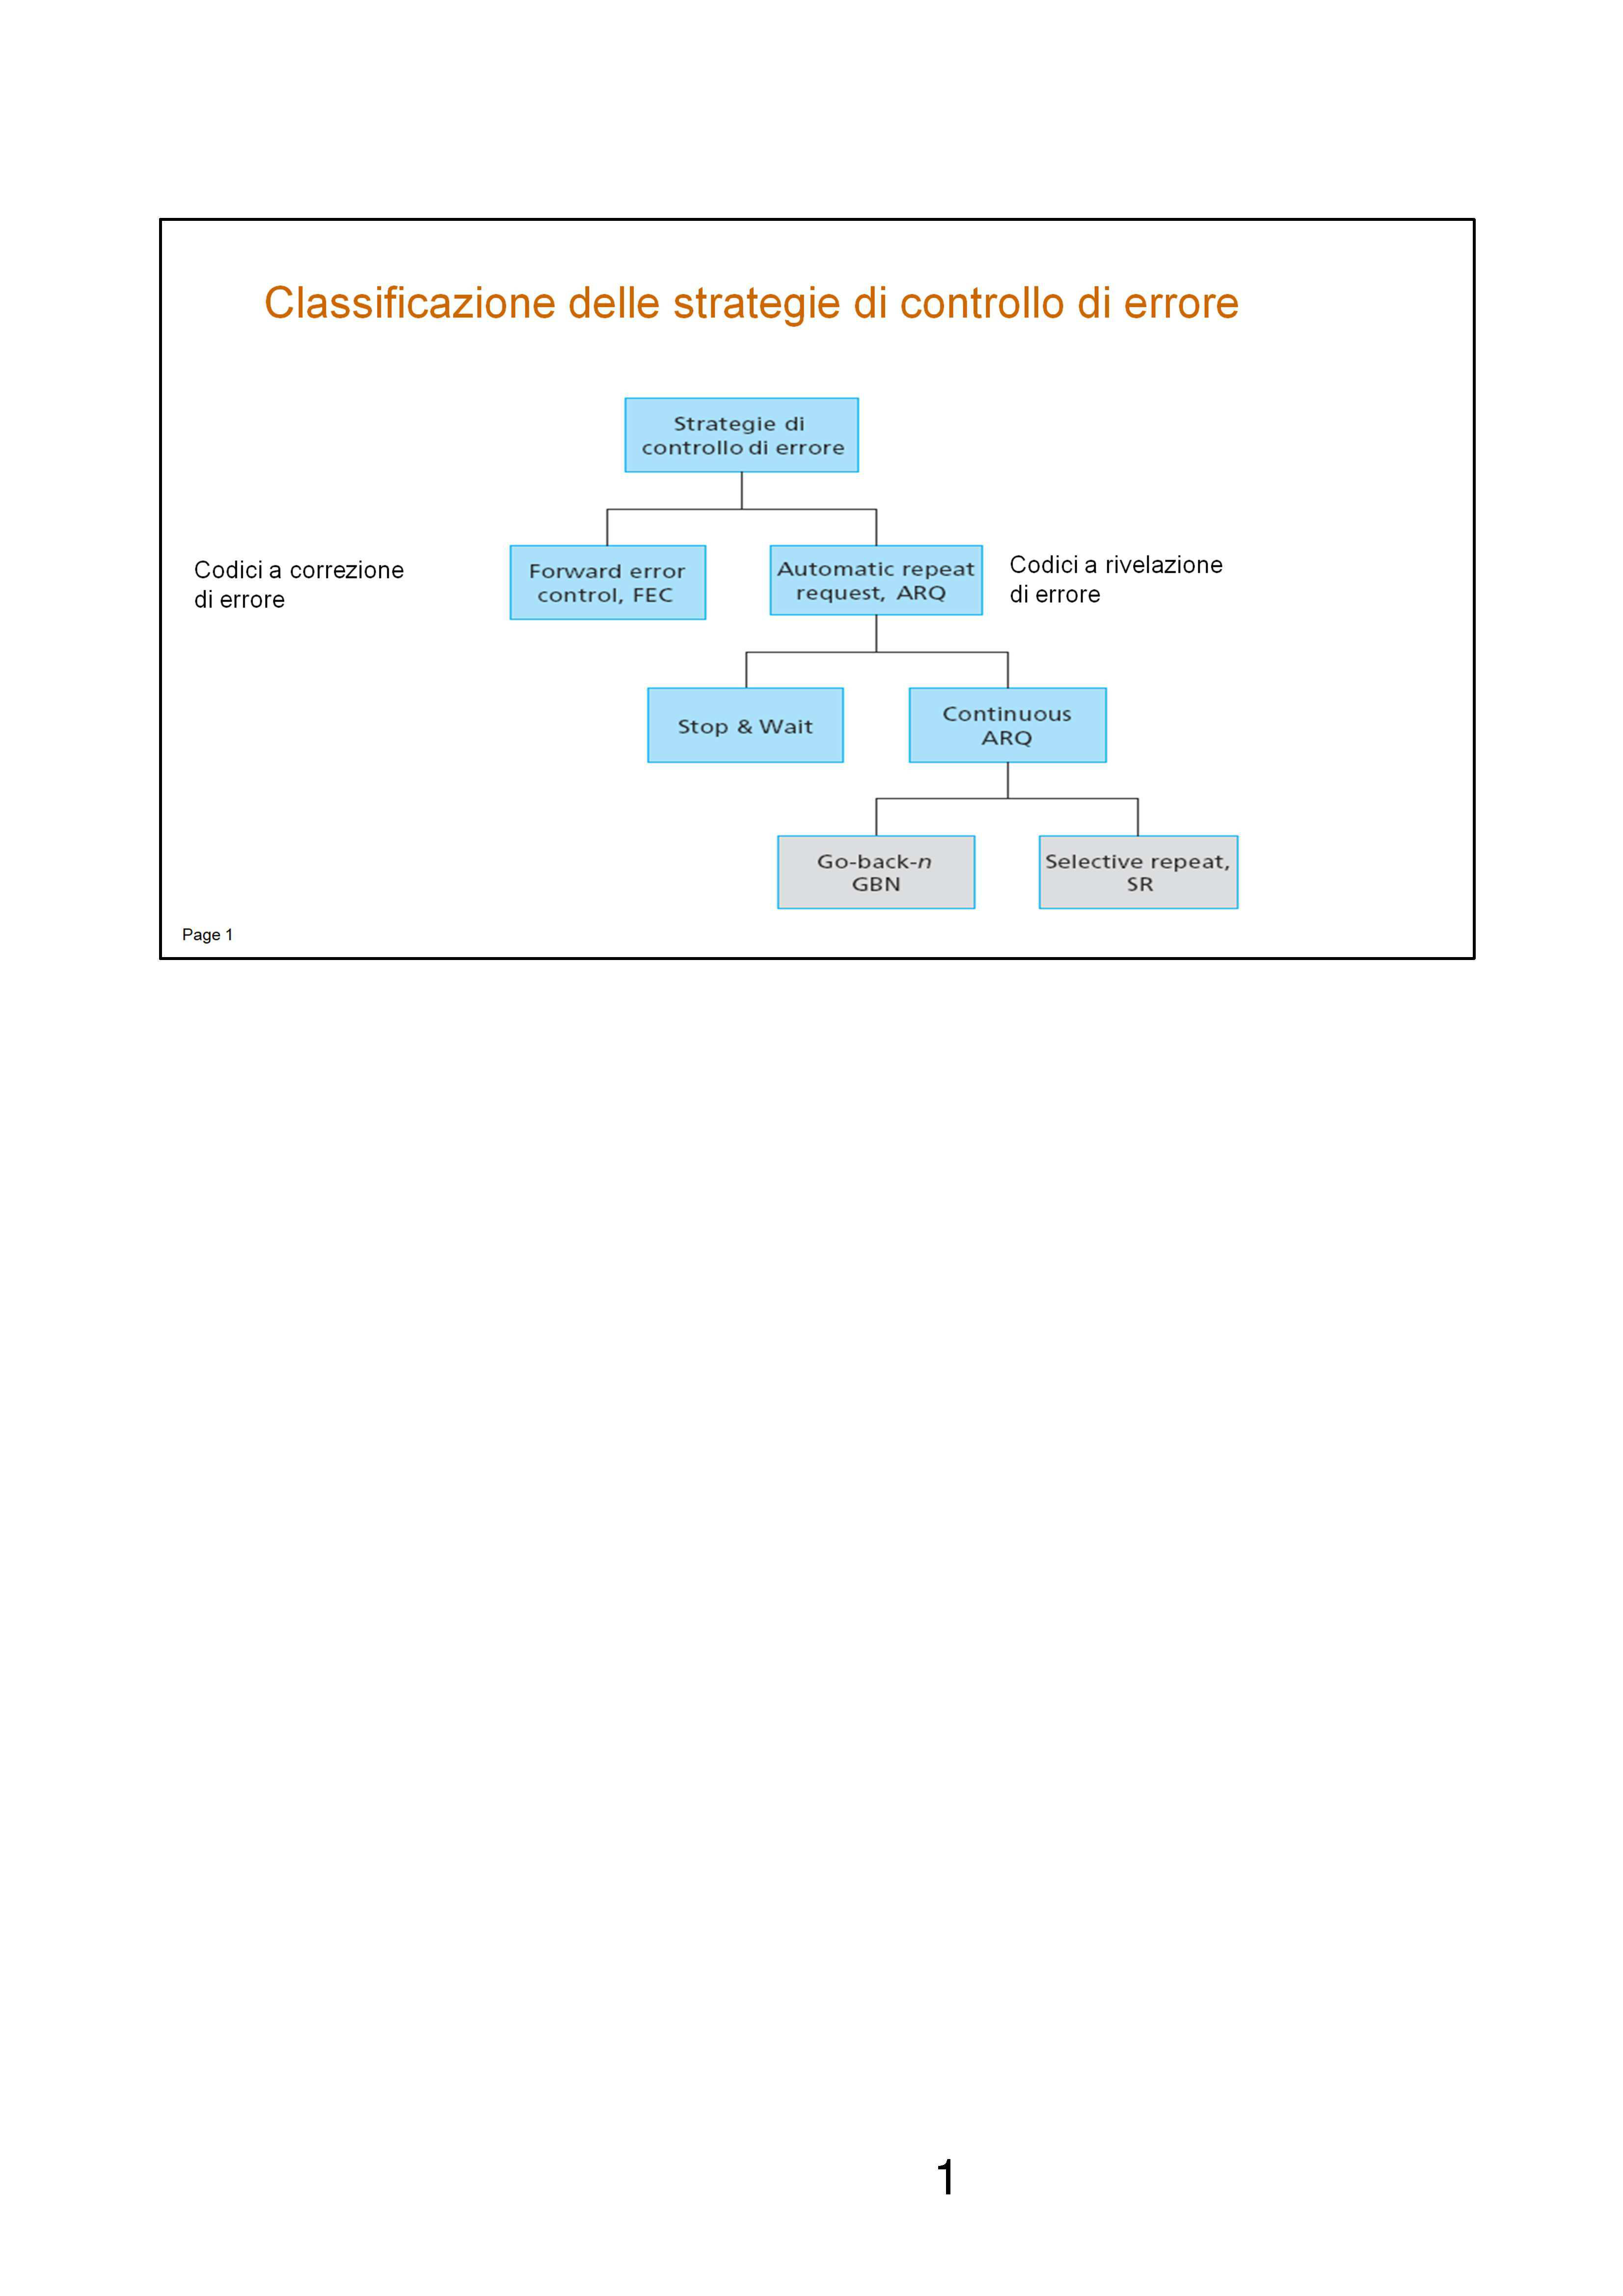 Classificazione delle strategie di controllo di errore
Strategie di
controllo di errore
Codici a correzione
di errore
Forward error
control, FEC
Automatic repeat
request, ARQ
Codici a rivelazione
di errore
Stop & Wait
Continuous
ARQ
Go-back-n
GBN
Selective repeat,
SR
Page 1
1